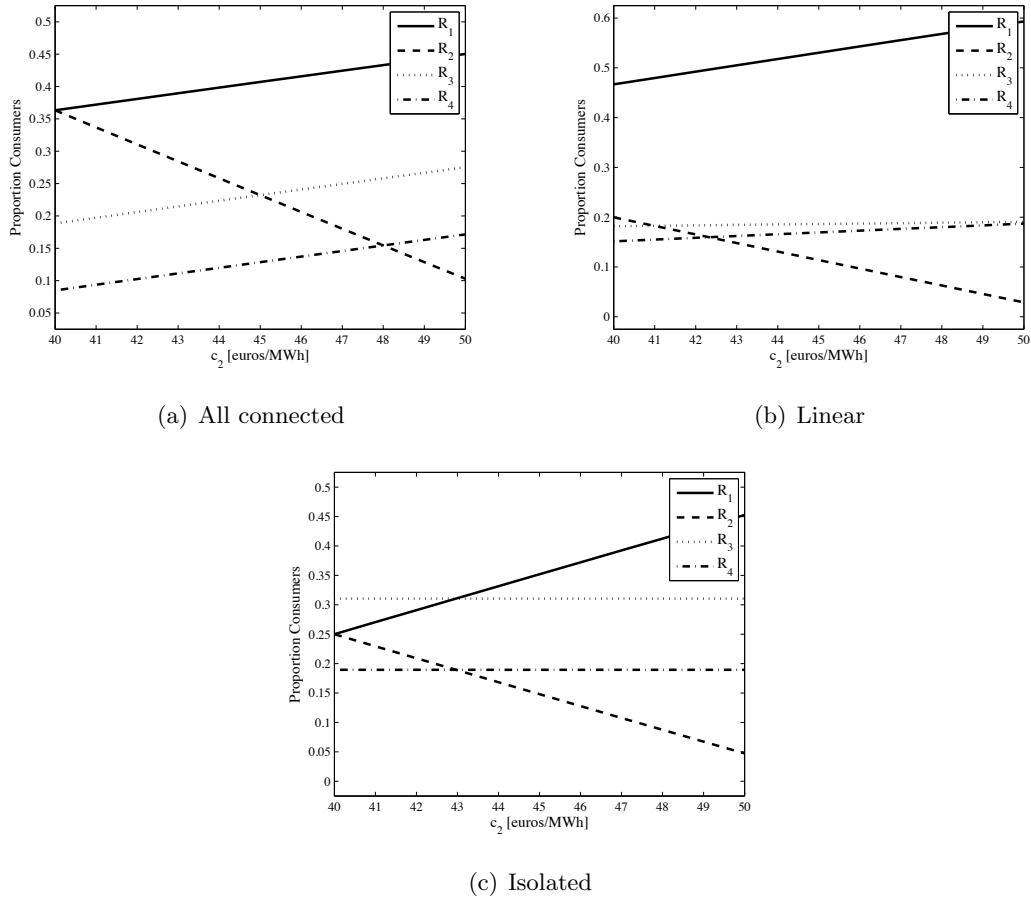 0.5
0.45
0.4
0.35
0.3
0.25
0.2
0.15
0.1
0.05
Proportion Consumers
40 41 42 43 44 45 46 47 48 49 50
c2 [euros/MWh]
R1
R2
R3
R4
(a) All connected
0.6
0.5
0.4
0.3
0.2
0.1
0
Proportion Consumers
40 41 42 43 44 45 46 47 48 49 50
c2 [euros/MWh]
R1
R2
R3
R4
(b) Linear
0.5
0.45
0.4
0.35
0.3
0.25
0.2
0.15
0.1
0.05
0
Proportion Consumers
40 41 42 43 44 45 46 47 48 49 50
c2 [euros/MWh]
R1
R2
R3
R4
(c) Isolated